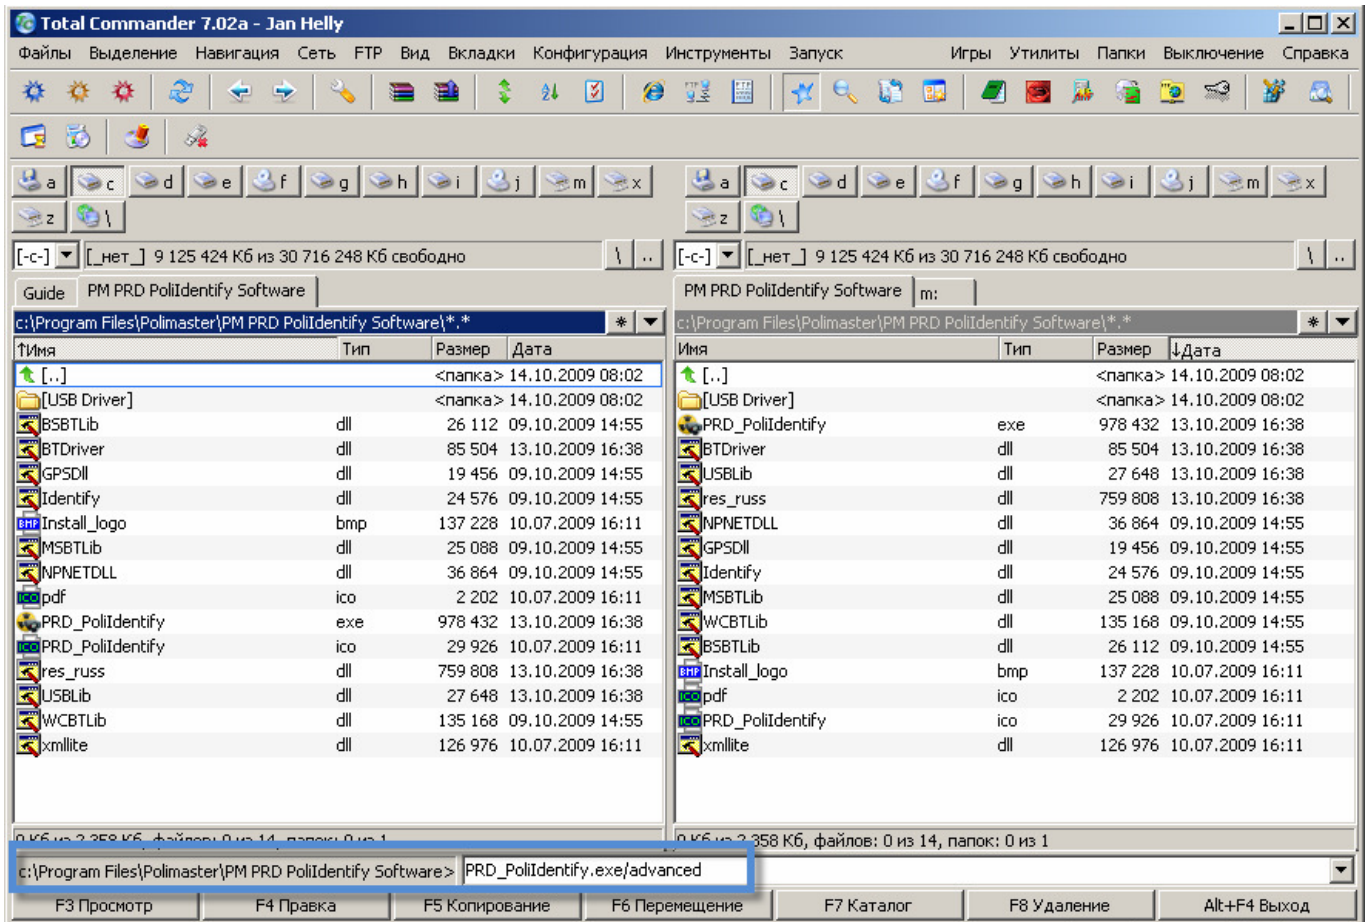 Total Commander 7.02a - Jan Helly
Файлы Выделение Навигация Сеть FTP Вид Вкладки Конфигурация Инструменты Запуск Игры Утилиты Папки Выключение Справка
a c d e f g h i j m x
z \
a c d e f g h i j m x
z \
[-c-] [_нет_] 9 125 424 Кб из 30 716 248 Кб свободно \ ..
[-c-] [_нет_] 9 125 424 Кб из 30 716 248 Кб свободно \ ..
Guide PM PRD PoliIdentify Software
PM PRD PoliIdentify Software m:
c:\Program Files\Polimaster\PM PRD PoliIdentify Software\*.* * 
↑Имя Тип Размер Дата
[..] <папка> 14.10.2009 08:02
[USB Driver] <папка> 14.10.2009 08:02
BSBTLib dll 26 112 09.10.2009 14:55
BTDriver dll 85 504 13.10.2009 16:38
GPSDll dll 19 456 09.10.2009 14:55
Identify dll 24 576 09.10.2009 14:55
Install_logo bmp 137 228 10.07.2009 16:11
MSBTLib dll 25 088 09.10.2009 14:55
NPNETDLL dll 36 864 09.10.2009 14:55
pdf ico 2 202 10.07.2009 16:11
PRD_PoliIdentify exe 978 432 13.10.2009 16:38
PRD_PoliIdentify ico 29 926 10.07.2009 16:11
res_russ dll 759 808 13.10.2009 16:38
USBLib dll 27 648 13.10.2009 16:38
WCBTLib dll 135 168 09.10.2009 14:55
xmllite dll 126 976 10.07.2009 16:11
0 Кб из 2 358 Кб, файлов: 0 из 14, папок: 0 из 1
c:\Program Files\Polimaster\PM PRD PoliIdentify Software\*.* *
Имя Тип Размер ↓Дата
[..] <папка> 14.10.2009 08:02
[USB Driver] <папка> 14.10.2009 08:02
PRD_PoliIdentify exe 978 432 13.10.2009 16:38
BTDriver dll 85 504 13.10.2009 16:38
USBLib dll 27 648 13.10.2009 16:38
res_russ dll 759 808 13.10.2009 16:38
NPNETDLL dll 36 864 09.10.2009 14:55
GPSDll dll 19 456 09.10.2009 14:55
Identify dll 24 576 09.10.2009 14:55
MSBTLib dll 25 088 09.10.2009 14:55
WCBTLib dll 135 168 09.10.2009 14:55
BSBTLib dll 26 112 09.10.2009 14:55
Install_logo bmp 137 228 10.07.2009 16:11
pdf ico 2 202 10.07.2009 16:11
PRD_PoliIdentify ico 29 926 10.07.2009 16:11
xmllite dll 126 976 10.07.2009 16:11
0 Кб из 2 358 Кб, файлов: 0 из 14, папок: 0 из 1
c:\Program Files\Polimaster\PM PRD PoliIdentify Software> PRD_PoliIdentify.exe/advanced
F3 Просмотр F4 Правка F5 Копирование F6 Перемещение F7 Каталог F8 Удаление Alt+F4 Выход